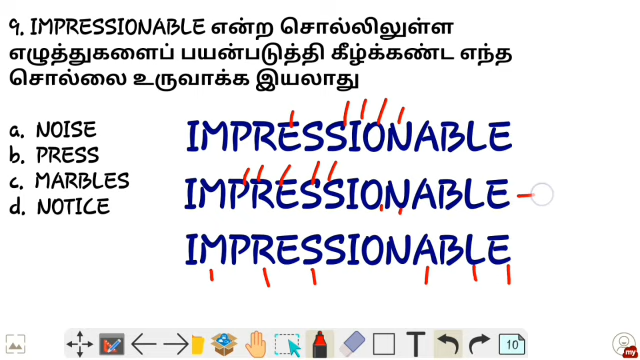 9. IMPRESSIONABLE என்ற சொல்லிலுள்ள
எழுத்துகளைப் பயன்படுத்தி கீழ்க்கண்ட எந்த
சொல்லை உருவாக்க இயலாது
a. NOISE
b. PRESS
c. MARBLES
d. NOTICE
IMPRESSIONABLE
IMPRESSIONABLE
IMPRESSIONABLE
T
10
my